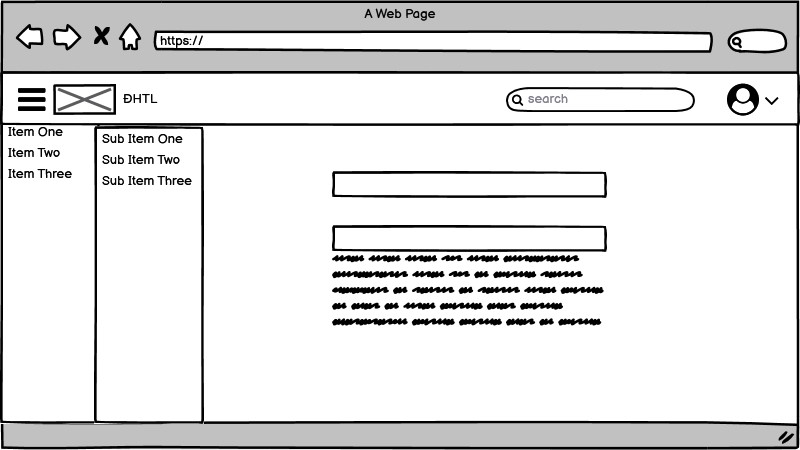 A Web Page
https://
ĐHTL
search
Item One
Item Two
Item Three
Sub Item One
Sub Item Two
Sub Item Three